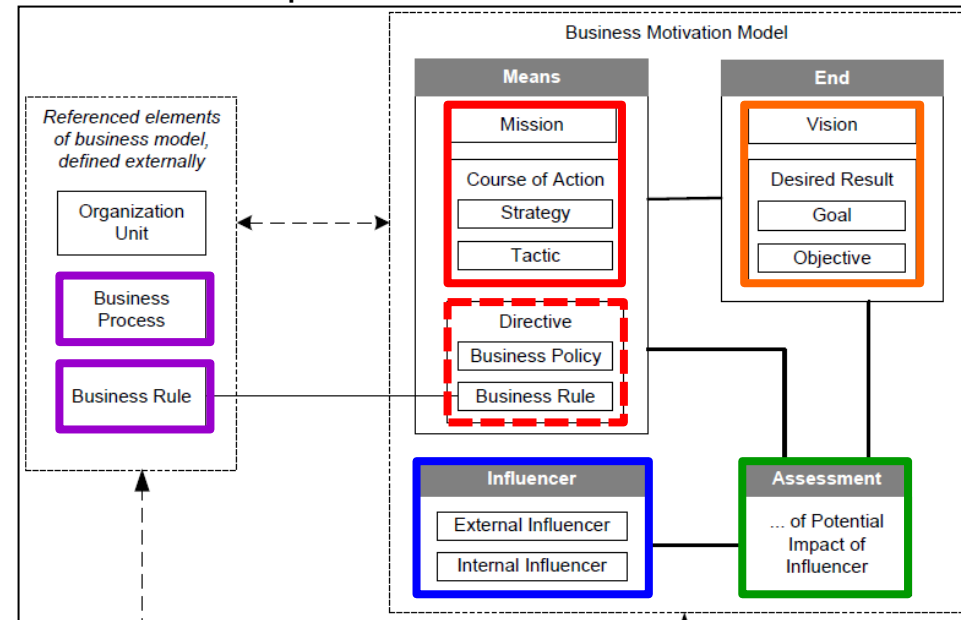 Business Motivation Model
Referenced elements
of business model,
defined externally
Organization
Unit
Business
Process
Business Rule
Means
Mission
Course of Action
Strategy
Tactic
Directive
Business Policy
Business Rule
End
Vision
Desired Result
Goal
Objective
Influencer
External Influencer
Internal Influencer
Assessment
... of Potential
Impact of
Influencer